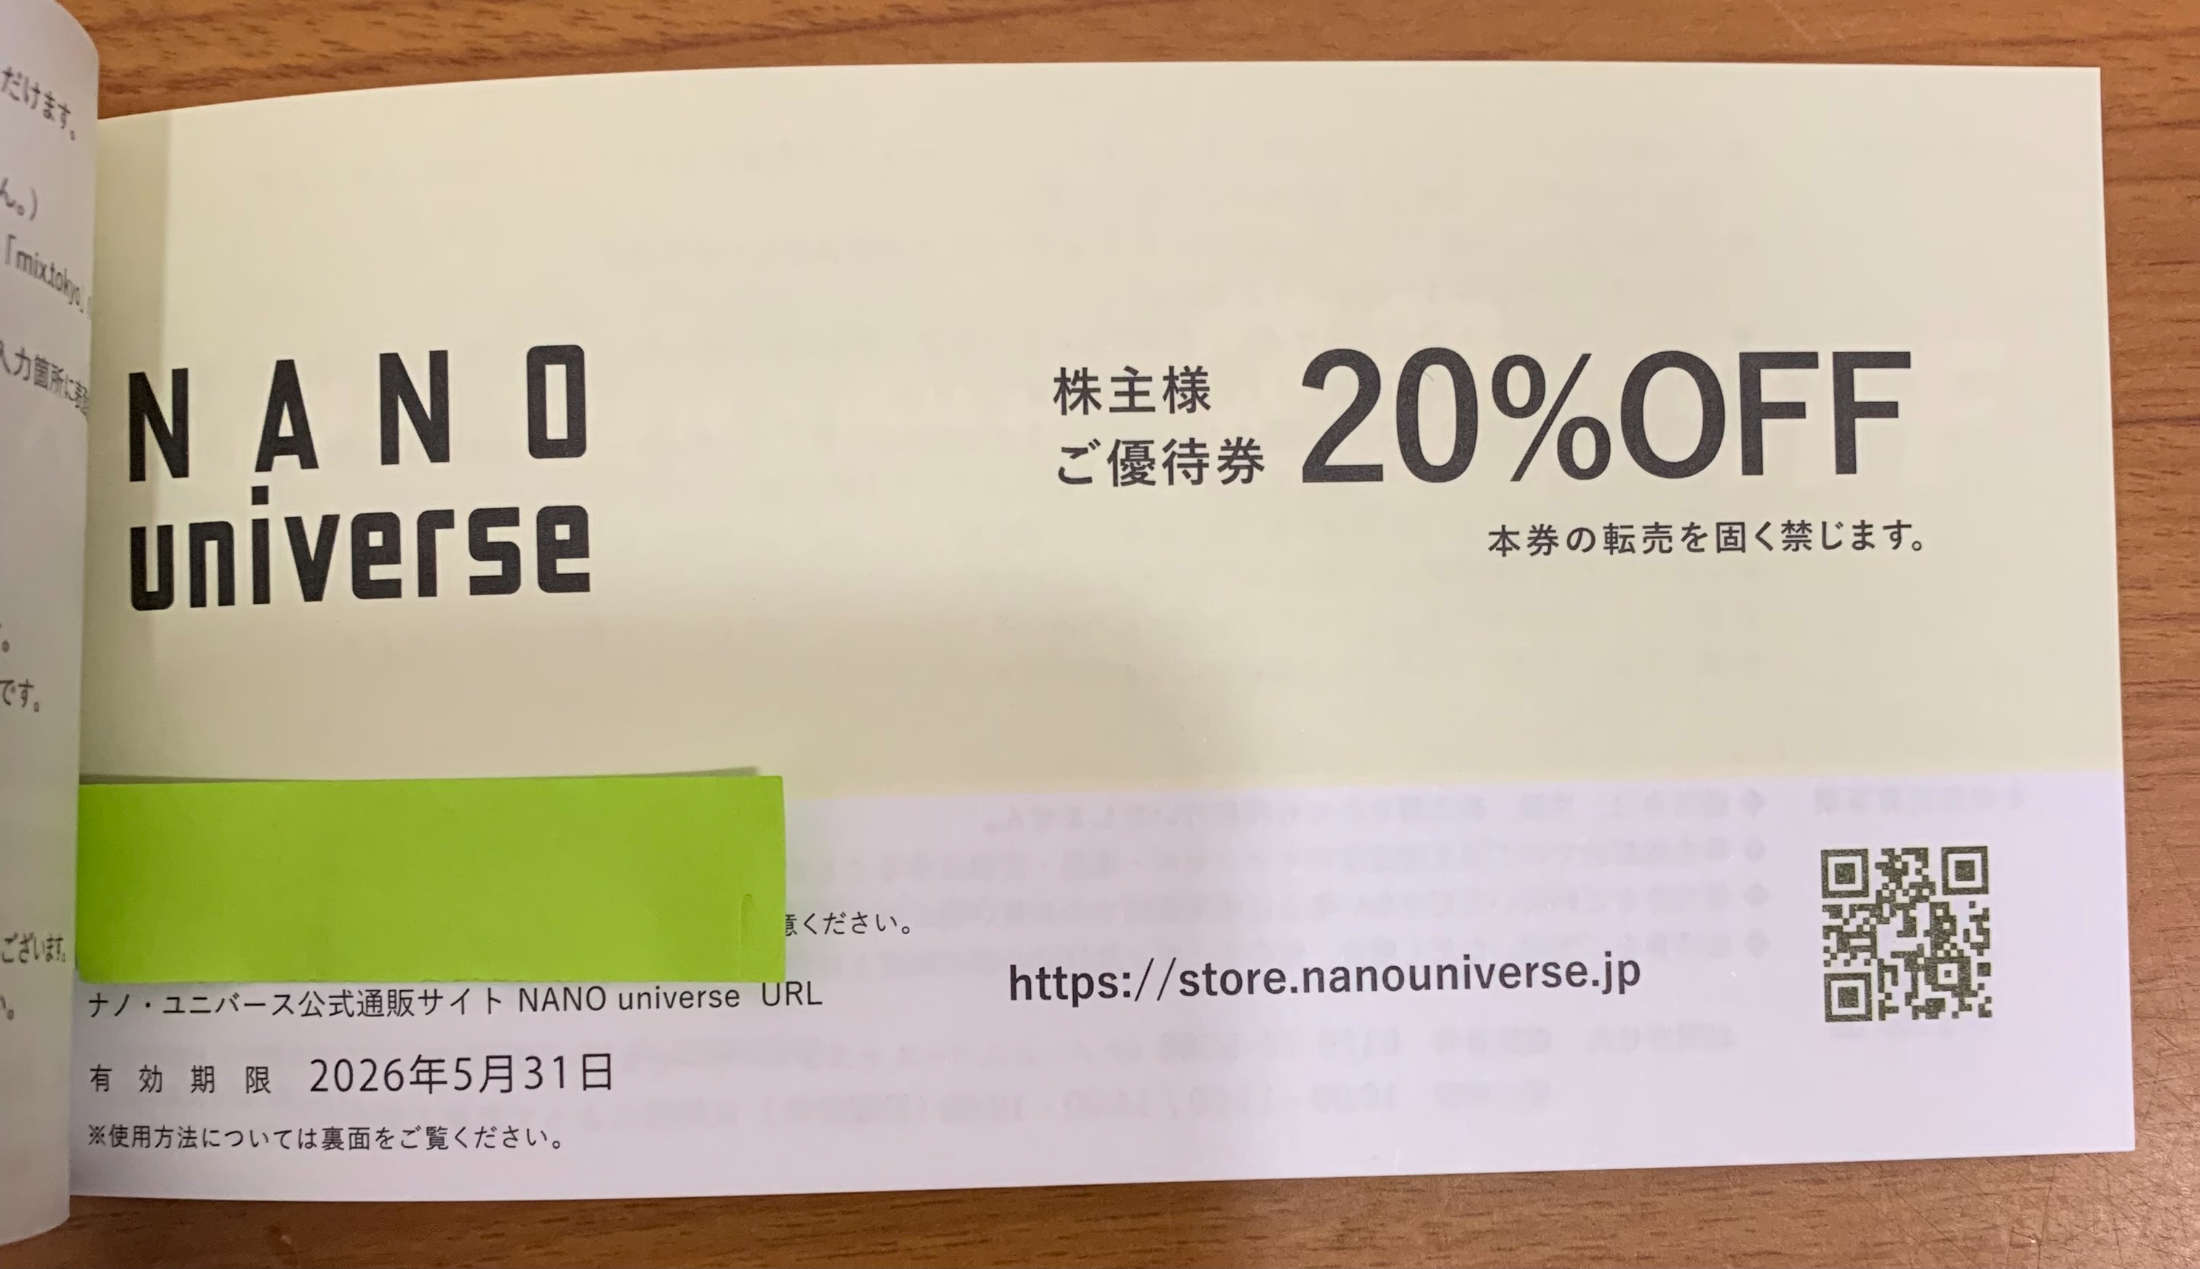 だけます。
ん。）
「mix.tokyo」
入力箇所に
です。
ございます。
い。
NANO
universe
株主様
ご優待券
20%OFF
本券の転売を固く禁じます。
意ください。
ナノ・ユニバース公式通販サイト NANO universe URL
https://store.nanouniverse.jp
有効期限 2026年5月31日
※使用方法については裏面をご覧ください。